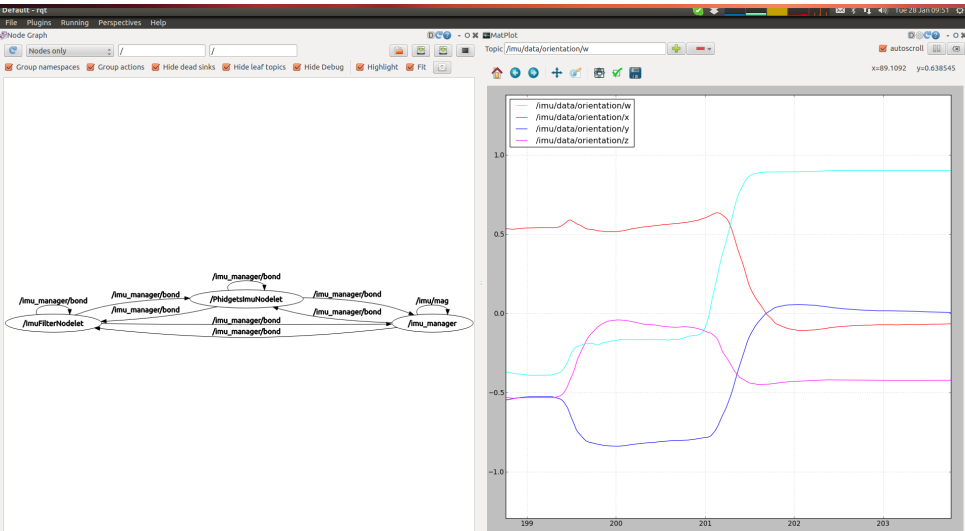 Default - rqt
Tue 28 Jan 09:51
File Plugins Running Perspectives Help
Node Graph
Nodes only
/
/
Group namespaces Group actions Hide dead sinks Hide leaf topics Hide Debug Highlight Fit
/imu_manager/bond
/PhidgetsImuNodelet
/imu_manager/bond
/imu_manager/bond
/imu_manager/bond
/imu/mag
/imu_manager/bond
/imu_manager/bond
/ImuFilterNodelet
/imu_manager/bond
/imu_manager
/imu_manager/bond
MatPlot
Topic /imu/data/orientation/w
autoscroll
x=89.1092 y=0.638545
/imu/data/orientation/w
/imu/data/orientation/x
/imu/data/orientation/y
/imu/data/orientation/z
1.0
0.5
0.0
−0.5
−1.0
199 200 201 202 203